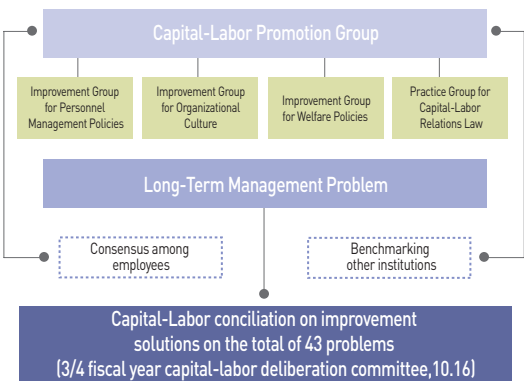 Capital-Labor Promotion Group
Improvement Group
for Personnel
Management Policies
Improvement Group
for Organizational
Culture
Improvement Group
for Welfare Policies
Practice Group for
Capital-Labor
Relations Law
Long-Term Management Problem
Consensus among
employees
Benchmarking
other institutions
Capital-Labor conciliation on improvement
solutions on the total of 43 problems
(3/4 fiscal year capital-labor deliberation committee,10.16)